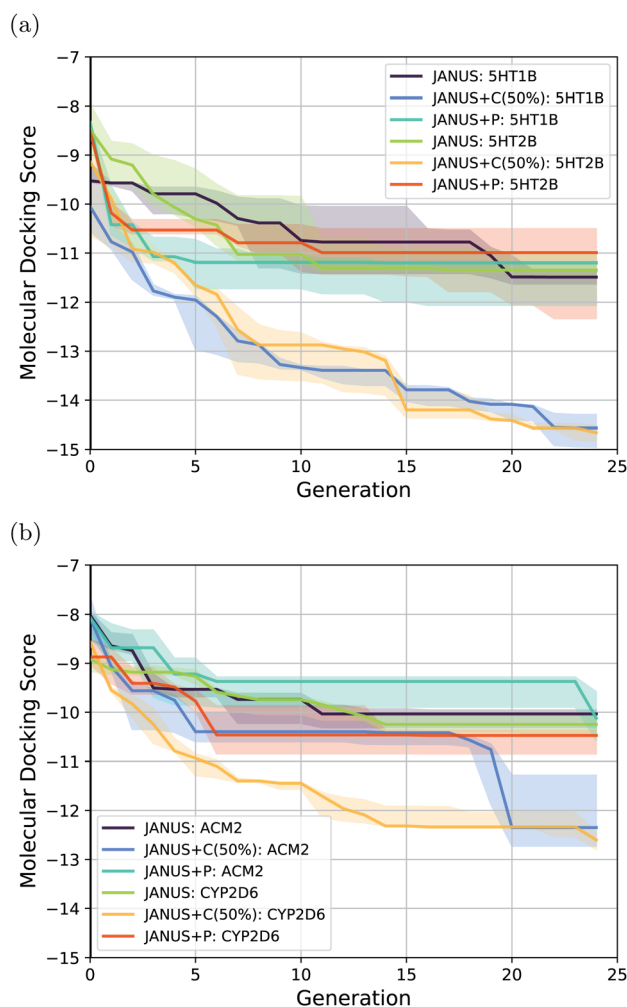 (a)
−7
−8
−9
−10
−11
−12
−13
−14
−15
Molecular Docking Score
JANUS: 5HT1B
JANUS+C(50%): 5HT1B
JANUS+P: 5HT1B
JANUS: 5HT2B
JANUS+C(50%): 5HT2B
JANUS+P: 5HT2B
0 5 10 15 20 25
Generation
(b)
−7
−8
−9
−10
−11
−12
−13
−14
−15
Molecular Docking Score
JANUS: ACM2
JANUS+C(50%): ACM2
JANUS+P: ACM2
JANUS: CYP2D6
JANUS+C(50%): CYP2D6
JANUS+P: CYP2D6
0 5 10 15 20 25
Generation